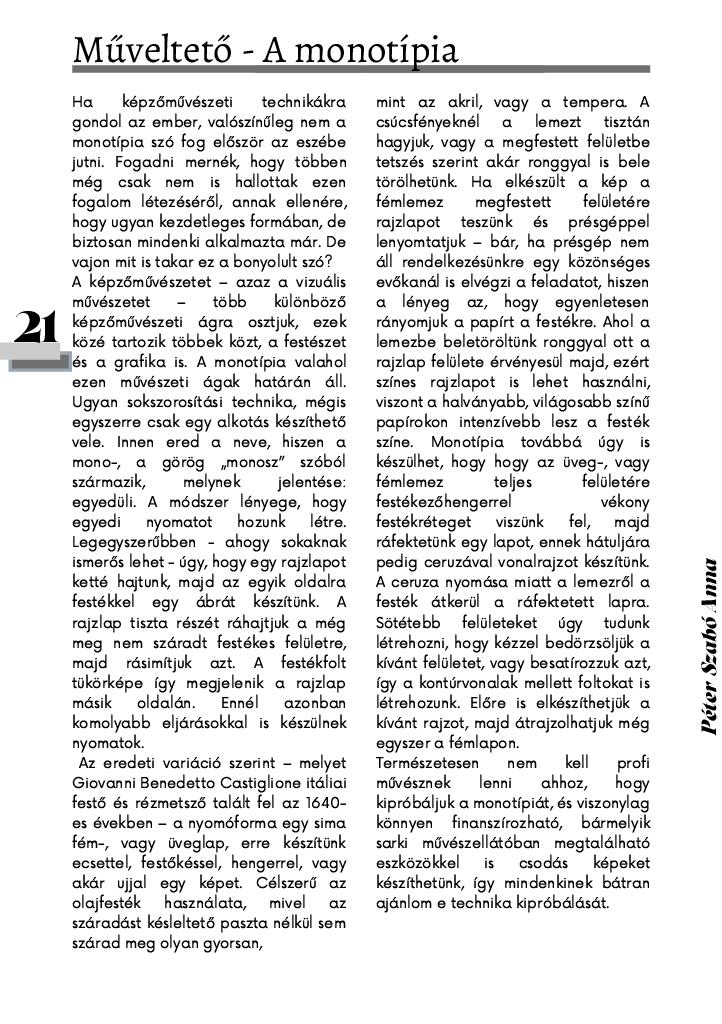 Műveltető - A monotípia
Ha képzőművészeti technikákra
gondol az ember, valószínűleg nem a
monotípia szó fog először az eszébe
jutni. Fogadni mernék, hogy többen
még csak nem is hallottak ezen
fogalom létezéséről, annak ellenére,
hogy ugyan kezdetleges formában, de
biztosan mindenki alkalmazta már. De
vajon mit is takar ez a bonyolult szó?
A képzőművészetet – azaz a vizuális
művészetet – több különböző
képzőművészeti ágra osztjuk, ezek
közé tartozik többek közt, a festészet
és a grafika is. A monotípia valahol
ezen művészeti ágak határán áll.
Ugyan sokszorosítási technika, mégis
egyszerre csak egy alkotás készíthető
vele. Innen ered a neve, hiszen a
mono-, a görög „monosz” szóból
származik, melynek jelentése:
egyedüli. A módszer lényege, hogy
egyedi nyomatot hozunk létre.
Legegyszerűbben - ahogy sokaknak
ismerős lehet - úgy, hogy egy rajzlapot
ketté hajtunk, majd az egyik oldalra
festékkel egy ábrát készítünk. A
rajzlap tiszta részét ráhajtjuk a még
meg nem száradt festékes felületre,
majd rásimítjuk azt. A festékfolt
tükörképe így megjelenik a rajzlap
másik oldalán. Ennél azonban
komolyabb eljárásokkal is készülnek
nyomatok.
Az eredeti variáció szerint – melyet
Giovanni Benedetto Castiglione itáliai
festő és rézmetsző talált fel az 1640-
es években – a nyomóforma egy sima
fém-, vagy üveglap, erre készítünk
ecsettel, festőkéssel, hengerrel, vagy
akár ujjal egy képet. Célszerű az
olajfesték használata, mivel az
száradást késleltető paszta nélkül sem
szárad meg olyan gyorsan,
mint az akril, vagy a tempera. A
csúcsfényeknél a lemezt tisztán
hagyjuk, vagy a megfestett felületbe
tetszés szerint akár ronggyal is bele
törölhetünk. Ha elkészült a kép a
fémlemez megfestett felületére
rajzlapot teszünk és présgéppel
lenyomtatjuk – bár, ha présgép nem
áll rendelkezésünkre egy közönséges
evőkanál is elvégzi a feladatot, hiszen
a lényeg az, hogy egyenletesen
rányomjuk a papírt a festékre. Ahol a
lemezbe beletöröltünk ronggyal ott a
rajzlap felülete érvényesül majd, ezért
színes rajzlapot is lehet használni,
viszont a halványabb, világosabb színű
papírokon intenzívebb lesz a festék
színe. Monotípia továbbá úgy is
készülhet, hogy hogy az üveg-, vagy
fémlemez teljes felületére
festékezőhengerrel vékony
festékréteget viszünk fel, majd
ráfektetünk egy lapot, ennek hátuljára
pedig ceruzával vonalrajzot készítünk.
A ceruza nyomása miatt a lemezről a
festék átkerül a ráfektetett lapra.
Sötétebb felületeket úgy tudunk
létrehozni, hogy kézzel bedörzsöljük a
kívánt felületet, vagy besatírozzuk azt,
így a kontúrvonalak mellett foltokat is
létrehozunk. Előre is elkészíthetjük a
kívánt rajzot, majd átrajzolhatjuk még
egyszer a fémlapon.
Természetesen nem kell profi
művésznek lenni ahhoz, hogy
kipróbáljuk a monotípiát, és viszonylag
könnyen finanszírozható, bármelyik
sarki művészellátóban megtalálható
eszközökkel is csodás képeket
készíthetünk, így mindenkinek bátran
ajánlom e technika kipróbálását.
21
Péter Szabó Anna